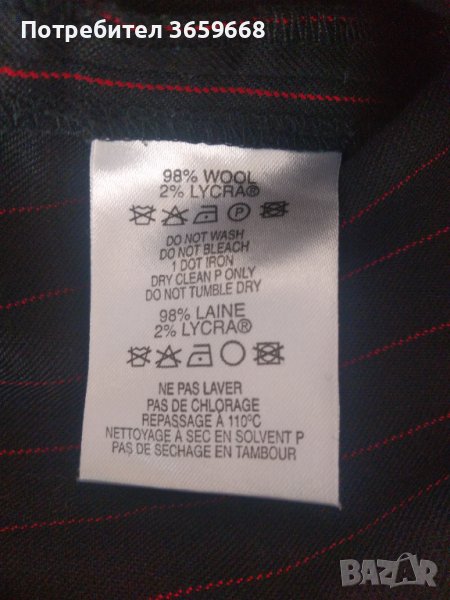 Потребител 3659668
98% WOOL
2% LYCRA®
P
DO NOT WASH
DO NOT BLEACH
1 DOT IRON
DRY CLEAN P ONLY
DO NOT TUMBLE DRY
98% LAINE
2% LYCRA®
NE PAS LAVER
PAS DE CHLORAGE
REPASSAGE À 110°C
NETTOYAGE À SEC EN SOLVENT P
PAS DE SECHAGE EN TAMBOUR
BAZAR